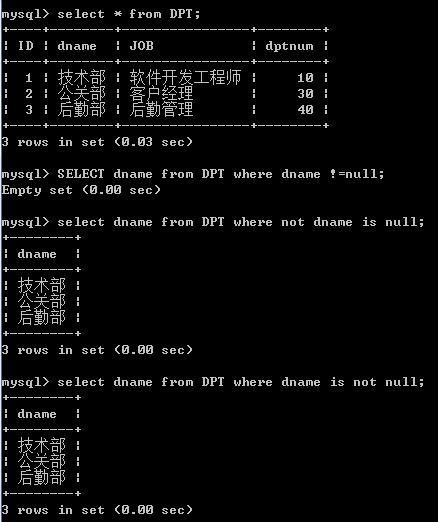 mysql> select * from DPT;
+----+--------+----------------+--------+
| ID | dname  | JOB            | dptnum |
+----+--------+----------------+--------+
|  1 | 技术部 | 软件开发工程师 |     10 |
|  2 | 公关部 | 客户经理       |     30 |
|  3 | 后勤部 | 后勤管理       |     40 |
+----+--------+----------------+--------+
3 rows in set (0.03 sec)
mysql> SELECT dname from DPT where dname !=null;
Empty set (0.00 sec)
mysql> select dname from DPT where not dname is null;
+--------+
| dname  |
+--------+
| 技术部 |
| 公关部 |
| 后勤部 |
+--------+
3 rows in set (0.00 sec)
mysql> select dname from DPT where dname is not null;
+--------+
| dname  |
+--------+
| 技术部 |
| 公关部 |
| 后勤部 |
+--------+
3 rows in set (0.00 sec)